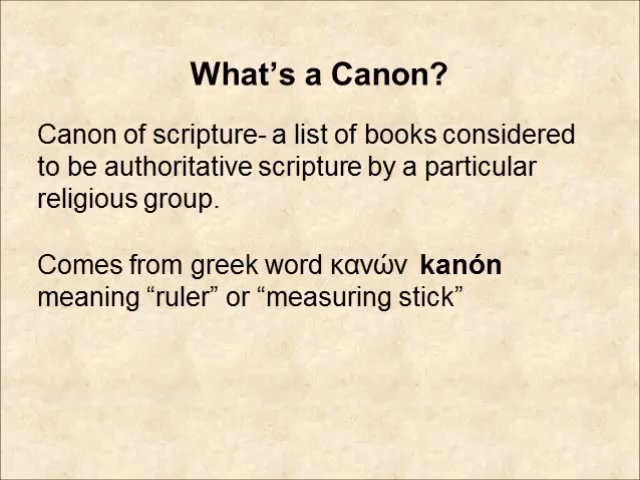 What’s a Canon?
Canon of scripture- a list of books considered
to be authoritative scripture by a particular
religious group.
Comes from greek word κανών kanón
meaning “ruler” or “measuring stick”